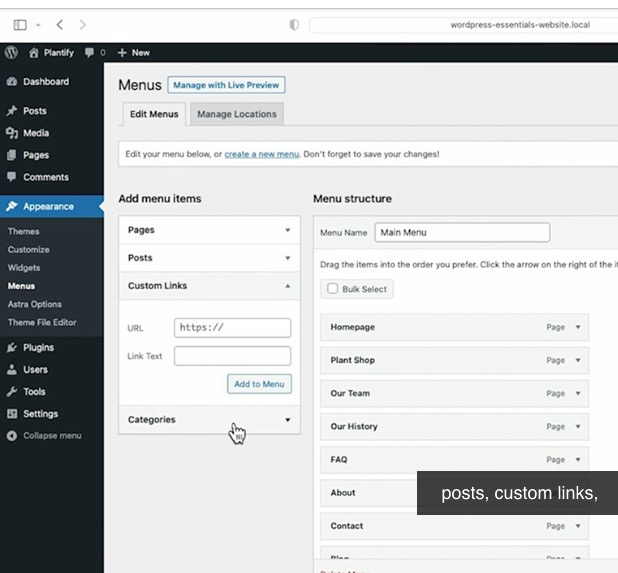 wordpress-essentials-website.local
Plantify 0 + New
Dashboard
Posts
Media
Pages
Comments
Appearance
Themes
Customize
Widgets
Menus
Astra Options
Theme File Editor
Plugins
Users
Tools
Settings
Collapse menu
Menus Manage with Live Preview
Edit Menus Manage Locations
Edit your menu below, or create a new menu. Don't forget to save your changes!
Add menu items
Pages
Posts
Custom Links
URL https://
Link Text
Add to Menu
Categories
Menu structure
Menu Name Main Menu
Drag the items into the order you prefer. Click the arrow on the right of the
Bulk Select
Homepage Page
Plant Shop Page
Our Team Page
Our History Page
FAQ Page
About
Contact Page
posts, custom links,